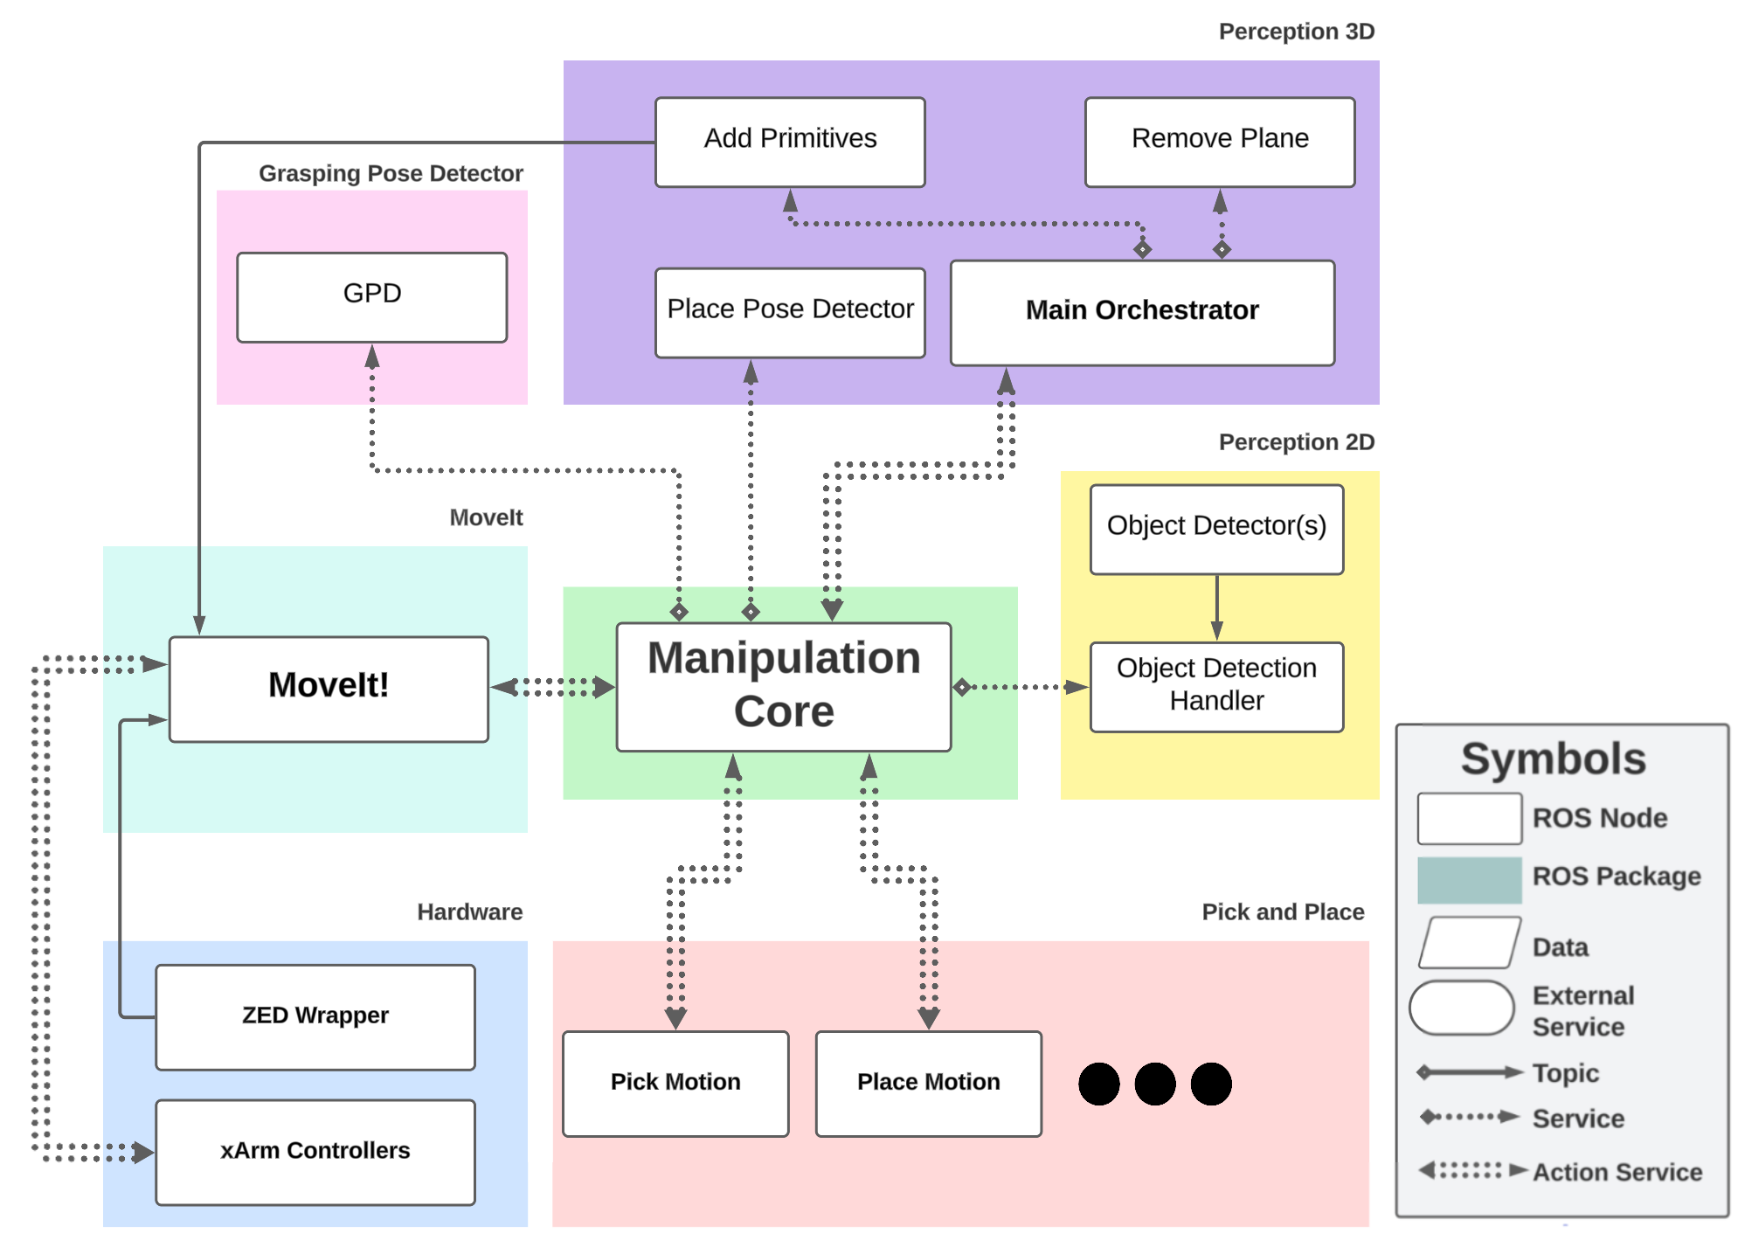 Perception 3D
Add Primitives
Remove Plane
Grasping Pose Detector
GPD
Place Pose Detector
Main Orchestrator
Perception 2D
Object Detector(s)
MoveIt
MoveIt!
Manipulation
Core
Object Detection
Handler
Hardware
ZED Wrapper
xArm Controllers
Pick and Place
Pick Motion
Place Motion
Symbols
ROS Node
ROS Package
Data
External
Service
Topic
Service
Action Service